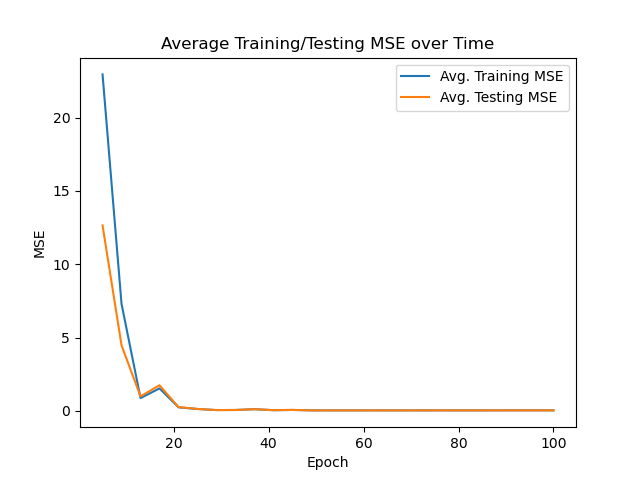 Average Training/Testing MSE over Time
Avg. Training MSE
Avg. Testing MSE
MSE
20
15
10
5
0
20 40 60 80 100
Epoch